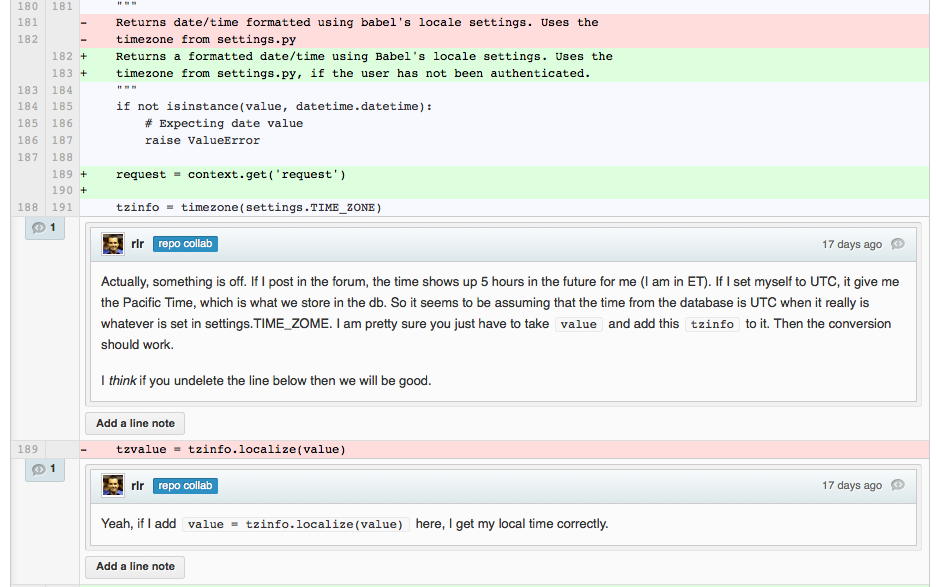 180 181 """
181 - Returns date/time formatted using babel's locale settings. Uses the
182 - timezone from settings.py
182 + Returns a formatted date/time using Babel's locale settings. Uses the
183 + timezone from settings.py, if the user has not been authenticated.
183 184 """
184 185 if not isinstance(value, datetime.datetime):
185 186 # Expecting date value
186 187 raise ValueError
187 188
189 + request = context.get('request')
190 +
188 191 tzinfo = timezone(settings.TIME_ZONE)
1
rlr repo collab 17 days ago
Actually, something is off. If I post in the forum, the time shows up 5 hours in the future for me (I am in ET). If I set myself to UTC, it give me
the Pacific Time, which is what we store in the db. So it seems to be assuming that the time from the database is UTC when it really is
whatever is set in settings.TIME_ZOME. I am pretty sure you just have to take value and add this tzinfo to it. Then the conversion
should work.
I think if you undelete the line below then we will be good.
Add a line note
189 - tzvalue = tzinfo.localize(value)
1
rlr repo collab 17 days ago
Yeah, if I add value = tzinfo.localize(value) here, I get my local time correctly.
Add a line note